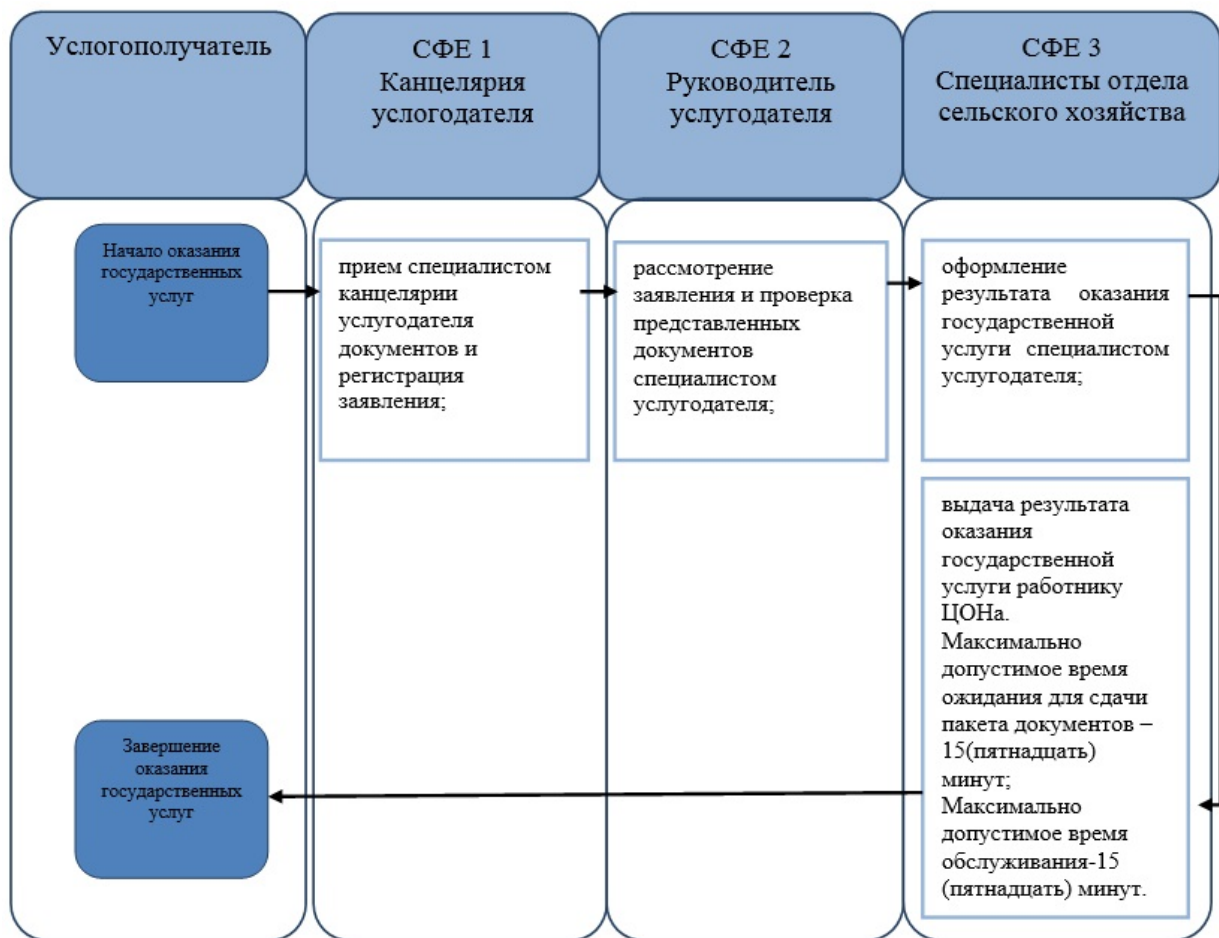 Услогополучатель
СФЕ 1
Канцелярия
услогодателя
СФЕ 2
Руководитель
услугодателя
СФЕ 3
Специалисты отдела
сельского хозяйства
Начало оказания
государственных
услуг
прием специалистом
канцелярии
услугодателя
документов и
регистрация
заявления;
рассмотрение
заявления и проверка
представленных
документов
специалистом
услугодателя;
оформление
результата оказания
государственной
услуги специалистом
услугодателя;
выдача результата
оказания
государственной
услуги работнику
ЦОНа.
Максимально
допустимое время
ожидания для сдачи
пакета документов –
15(пятнадцать)
минут;
Максимально
допустимое время
обслуживания-15
(пятнадцать) минут.
Завершение
оказания
государственных
услуг